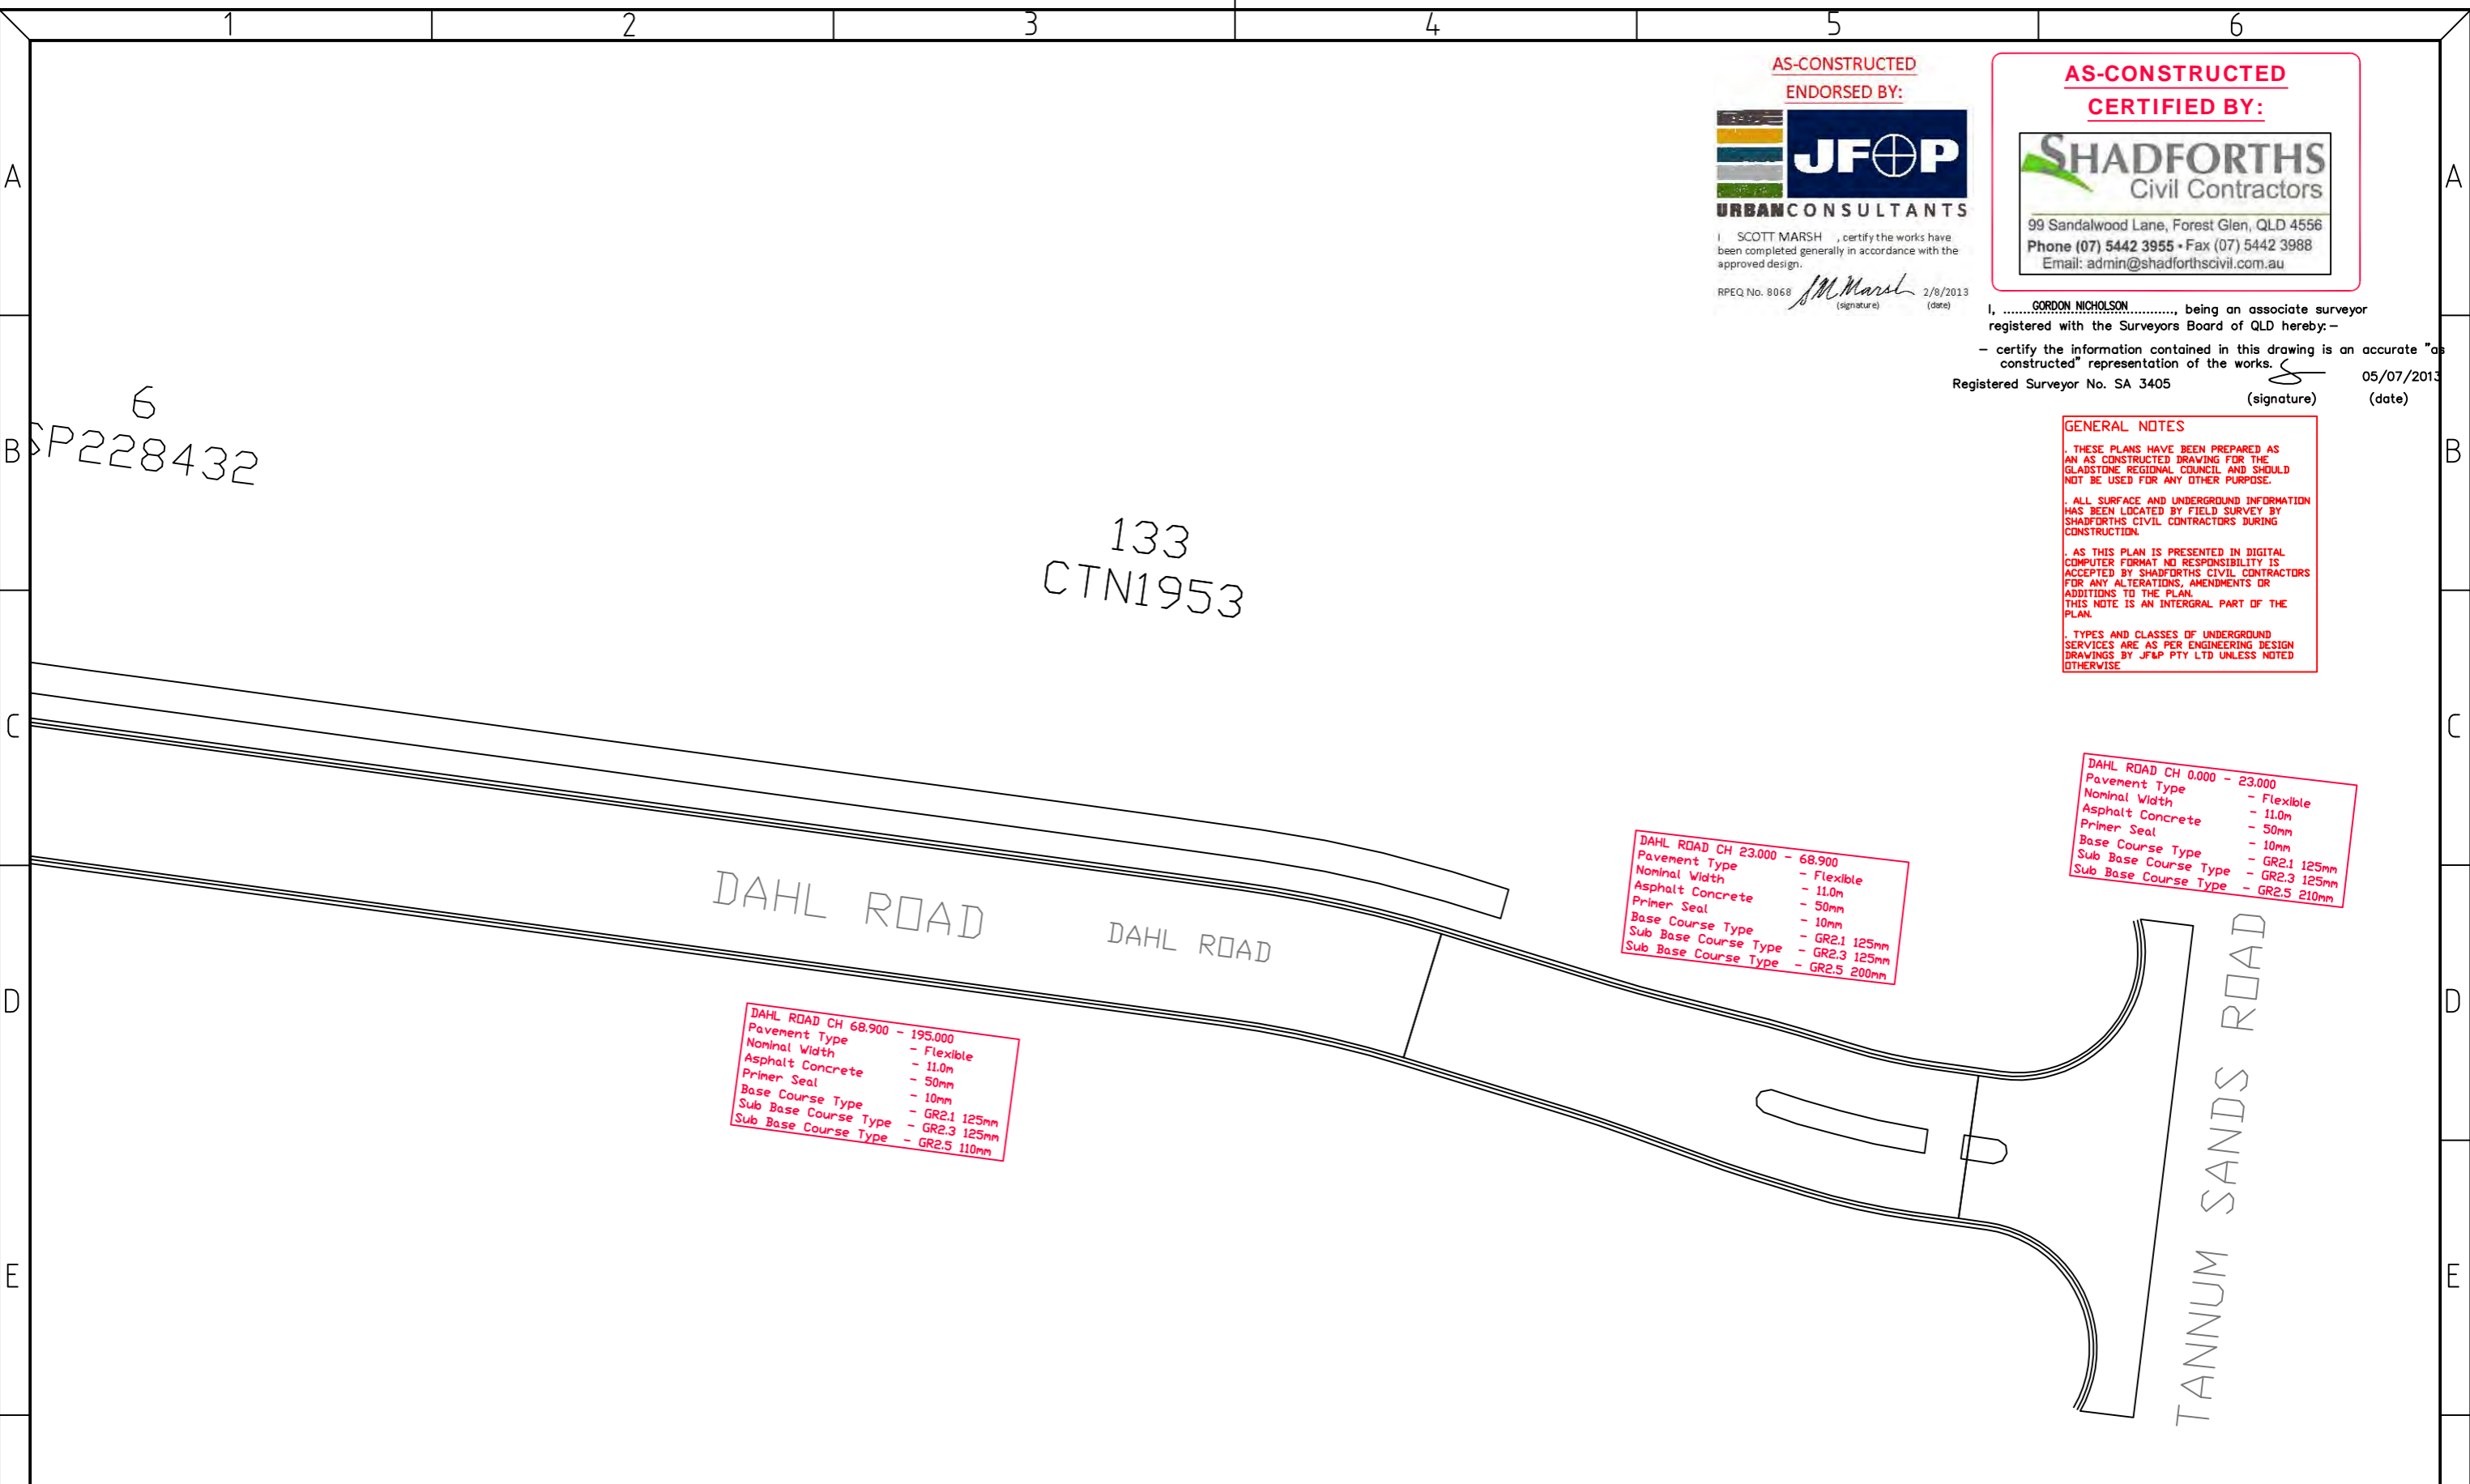 1 2 3 4 5 6
A A
B B
C C
D D
E E
AS-CONSTRUCTED
ENDORSED BY:
JF P
URBANCONSULTANTS
I SCOTT MARSH , certify the works have
been completed generally in accordance with the
approved design.
RPEQ No. 8068 SMMarsh 2/8/2013
(signature) (date)
AS-CONSTRUCTED
CERTIFIED BY:
SHADFORTHS
Civil Contractors
99 Sandalwood Lane, Forest Glen, QLD 4556
Phone (07) 5442 3955 • Fax (07) 5442 3988
Email: admin@shadforthscivil.com.au
I, ..........GORDON NICHOLSON.........., being an associate surveyor
registered with the Surveyors Board of QLD hereby:–
– certify the information contained in this drawing is an accurate "as
constructed" representation of the works.
Registered Surveyor No. SA 3405 05/07/2013
(signature) (date)
GENERAL NOTES
. THESE PLANS HAVE BEEN PREPARED AS
AN AS CONSTRUCTED DRAWING FOR THE
GLADSTONE REGIONAL COUNCIL AND SHOULD
NOT BE USED FOR ANY OTHER PURPOSE.
. ALL SURFACE AND UNDERGROUND INFORMATION
HAS BEEN LOCATED BY FIELD SURVEY BY
SHADFORTHS CIVIL CONTRACTORS DURING
CONSTRUCTION.
. AS THIS PLAN IS PRESENTED IN DIGITAL
COMPUTER FORMAT NO RESPONSIBILITY IS
ACCEPTED BY SHADFORTHS CIVIL CONTRACTORS
FOR ANY ALTERATIONS, AMENDMENTS OR
ADDITIONS TO THE PLAN.
THIS NOTE IS AN INTERGRAL PART OF THE
PLAN.
. TYPES AND CLASSES OF UNDERGROUND
SERVICES ARE AS PER ENGINEERING DESIGN
DRAWINGS BY JF&P PTY LTD UNLESS NOTED
OTHERWISE
6
SP228432
133
CTN1953
DAHL ROAD
DAHL ROAD
TANNUM SANDS ROAD
DAHL ROAD CH 68.900 - 195.000
Pavement Type - Flexible
Nominal Width - 11.0m
Asphalt Concrete - 50mm
Primer Seal - 10mm
Base Course Type - GR2.1 125mm
Sub Base Course Type - GR2.3 125mm
Sub Base Course Type - GR2.5 110mm
DAHL ROAD CH 23.000 - 68.900
Pavement Type - Flexible
Nominal Width - 11.0m
Asphalt Concrete - 50mm
Primer Seal - 10mm
Base Course Type - GR2.1 125mm
Sub Base Course Type - GR2.3 125mm
Sub Base Course Type - GR2.5 200mm
DAHL ROAD CH 0.000 - 23.000
Pavement Type - Flexible
Nominal Width - 11.0m
Asphalt Concrete - 50mm
Primer Seal - 10mm
Base Course Type - GR2.1 125mm
Sub Base Course Type - GR2.3 125mm
Sub Base Course Type - GR2.5 210mm